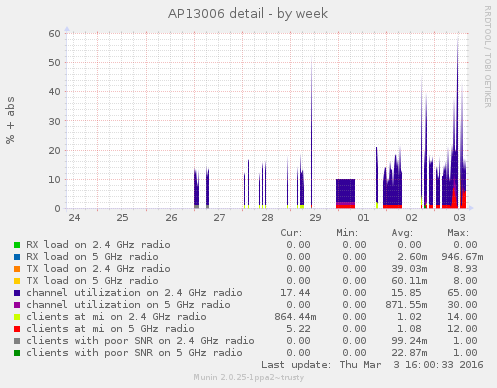 AP13006 detail - by week
RRDTOOL / TOBI OETIKER
% + abs
60
50
40
30
20
10
0
24 25 26 27 28 29 01 02 03
Cur: Min: Avg: Max:
RX load on 2.4 GHz radio 0.00 0.00 0.00 0.00
RX load on 5 GHz radio 0.00 0.00 2.60m 946.67m
TX load on 2.4 GHz radio 0.00 0.00 39.03m 8.93
TX load on 5 GHz radio 0.00 0.00 60.11m 8.00
channel utilization on 2.4 GHz radio 17.44 0.00 15.85 65.00
channel utilization on 5 GHz radio 0.00 0.00 871.55m 30.00
clients at mi on 2.4 GHz radio 864.44m 0.00 1.02 14.00
clients at mi on 5 GHz radio 5.22 0.00 1.08 12.00
clients with poor SNR on 2.4 GHz radio 0.00 0.00 99.24m 1.00
clients with poor SNR on 5 GHz radio 0.00 0.00 22.87m 1.00
Last update: Thu Mar 3 16:00:33 2016
Munin 2.0.25-1ppa2~trusty